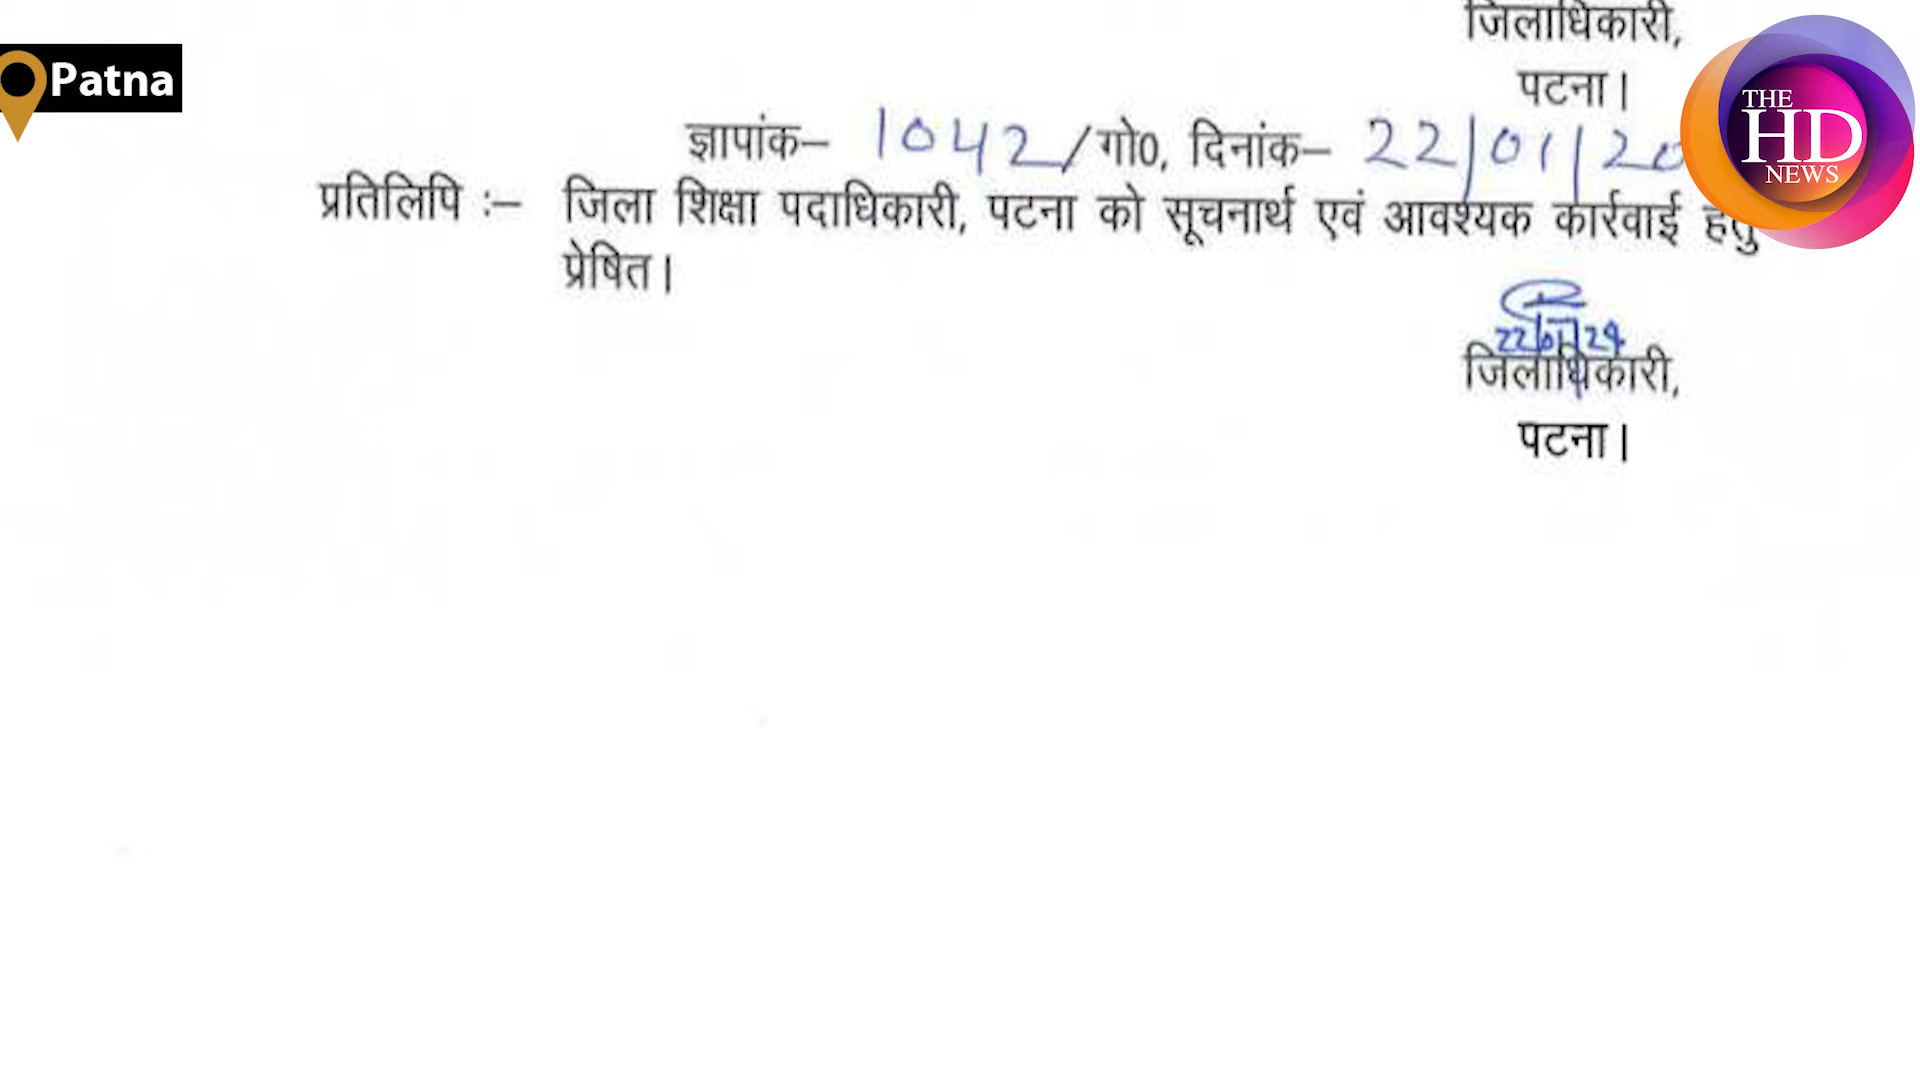 जिलाधिकारी,
Patna
पटना।
THE
HD
NEWS
ज्ञापांक– 1042/गो0, दिनांक– 22/01/20
प्रतिलिपि :– जिला शिक्षा पदाधिकारी, पटना को सूचनार्थ एवं आवश्यक कार्रवाई हेतु
प्रेषित।
22/01/24
जिलाधिकारी,
पटना।